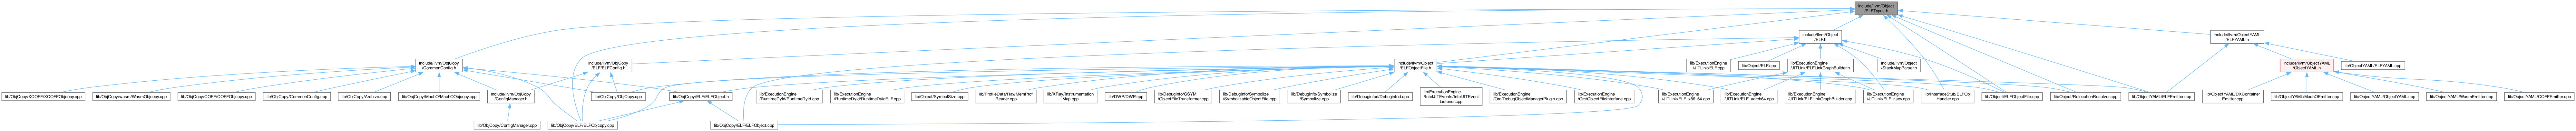 include/llvm/Object
/ELFTypes.h
include/llvm/Object
/ELF.h
include/llvm/ObjectYAML
/ELFYAML.h
include/llvm/ObjCopy
/CommonConfig.h
include/llvm/ObjCopy
/ELF/ELFConfig.h
include/llvm/Object
/ELFObjectFile.h
lib/ExecutionEngine
/JITLink/ELF.cpp
lib/Object/ELF.cpp
lib/ExecutionEngine
/JITLink/ELFLinkGraphBuilder.h
include/llvm/Object
/StackMapParser.h
include/llvm/ObjectYAML
/ObjectYAML.h
lib/ObjectYAML/ELFYAML.cpp
lib/ObjCopy/XCOFF/XCOFFObjcopy.cpp
lib/ObjCopy/wasm/WasmObjcopy.cpp
lib/ObjCopy/COFF/COFFObjcopy.cpp
lib/ObjCopy/CommonConfig.cpp
lib/ObjCopy/Archive.cpp
lib/ObjCopy/MachO/MachOObjcopy.cpp
include/llvm/ObjCopy
/ConfigManager.h
lib/ObjCopy/ObjCopy.cpp
lib/ObjCopy/ELF/ELFObject.h
lib/ExecutionEngine
/RuntimeDyld/RuntimeDyld.cpp
lib/ExecutionEngine
/RuntimeDyld/RuntimeDyldELF.cpp
lib/Object/SymbolSize.cpp
lib/ProfileData/RawMemProf
Reader.cpp
lib/XRay/Instrumentation
Map.cpp
lib/DWP/DWP.cpp
lib/DebugInfo/GSYM
/ObjectFileTransformer.cpp
lib/DebugInfo/Symbolize
/SymbolizableObjectFile.cpp
lib/DebugInfo/Symbolize
/Symbolize.cpp
lib/Debuginfod/Debuginfod.cpp
lib/ExecutionEngine
/IntelJITEvents/IntelJITEvent
Listener.cpp
lib/ExecutionEngine
/Orc/DebugObjectManagerPlugin.cpp
lib/ExecutionEngine
/Orc/ObjectFileInterface.cpp
lib/ExecutionEngine
/JITLink/ELF_x86_64.cpp
lib/ExecutionEngine
/JITLink/ELF_aarch64.cpp
lib/ExecutionEngine
/JITLink/ELFLinkGraphBuilder.cpp
lib/ExecutionEngine
/JITLink/ELF_riscv.cpp
lib/InterfaceStub/ELFObj
Handler.cpp
lib/Object/ELFObjectFile.cpp
lib/Object/RelocationResolver.cpp
lib/ObjectYAML/ELFEmitter.cpp
lib/ObjectYAML/DXContainer
Emitter.cpp
lib/ObjectYAML/MachOEmitter.cpp
lib/ObjectYAML/ObjectYAML.cpp
lib/ObjectYAML/WasmEmitter.cpp
lib/ObjectYAML/COFFEmitter.cpp
lib/ObjCopy/ConfigManager.cpp
lib/ObjCopy/ELF/ELFObjcopy.cpp
lib/ObjCopy/ELF/ELFObject.cpp